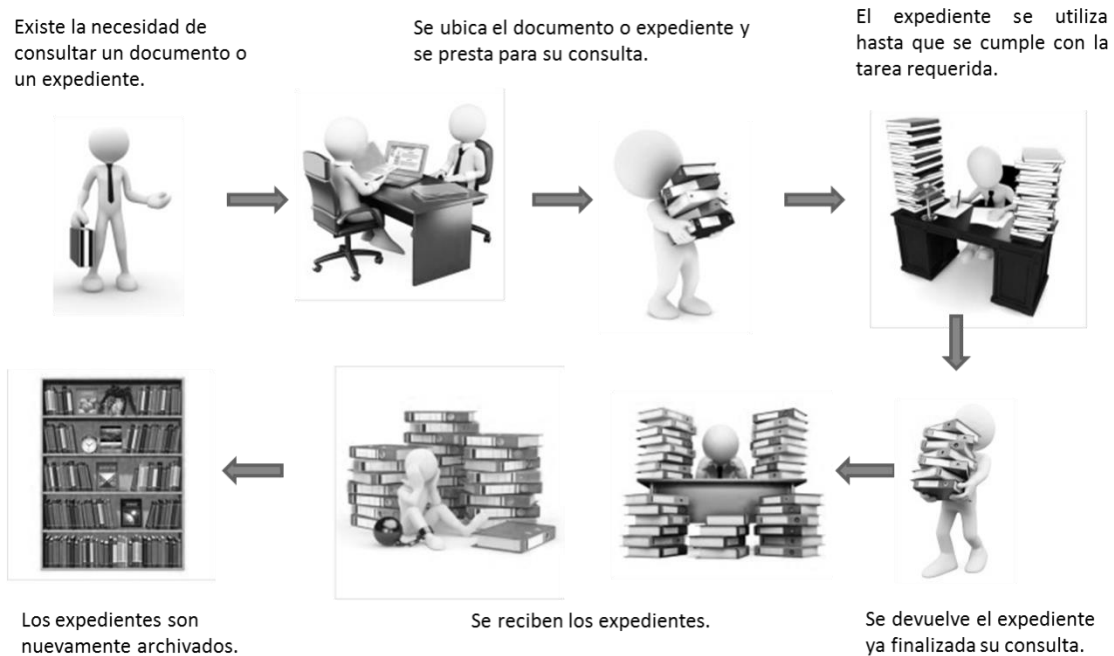 Existe la necesidad de
consultar un documento o
un expediente.
Se ubica el documento o expediente y
se presta para su consulta.
El expediente se utiliza
hasta que se cumple con la
tarea requerida.
Se devuelve el expediente
ya finalizada su consulta.
Se reciben los expedientes.
Los expedientes son
nuevamente archivados.